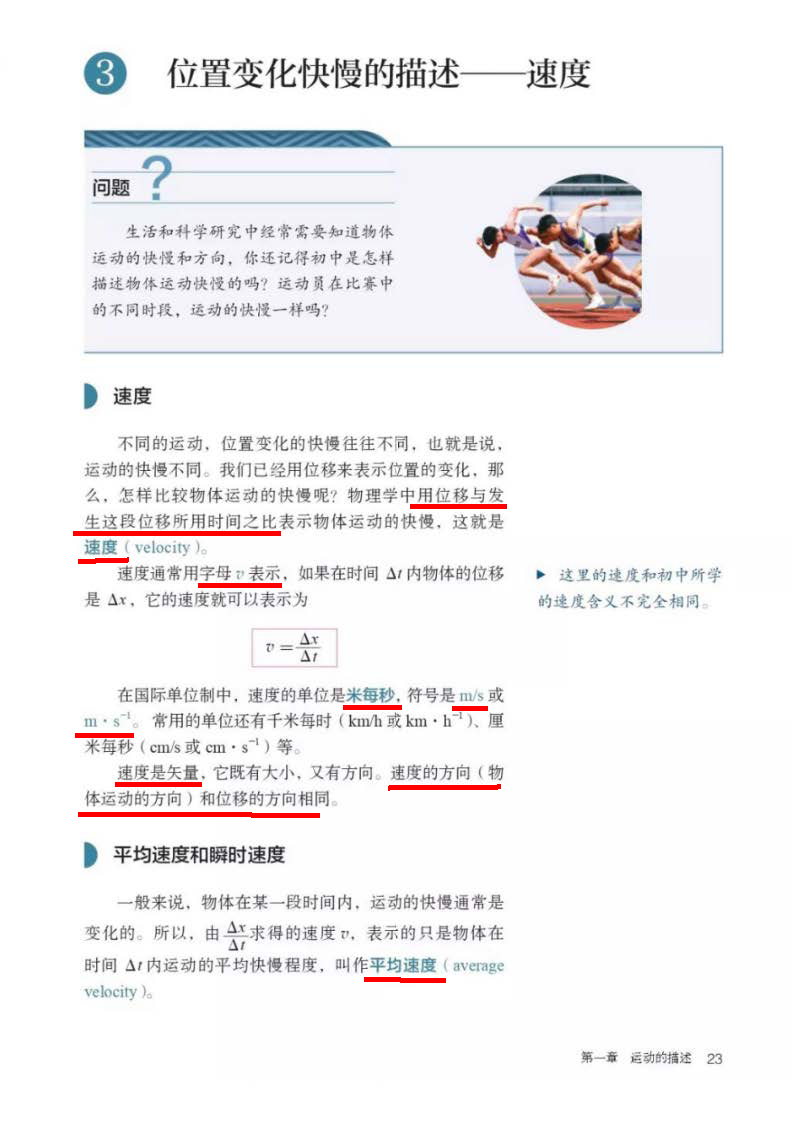 3 位置变化快慢的描述——速度
问题?
生活和科学研究中经常需要知道物体
运动的快慢和方向，你还记得初中是怎样
描述物体运动快慢的吗？运动员在比赛中
的不同时段，运动的快慢一样吗？
速度
不同的运动，位置变化的快慢往往不同，也就是说，
运动的快慢不同。我们已经用位移来表示位置的变化，那
么，怎样比较物体运动的快慢呢？物理学中用位移与发
生这段位移所用时间之比表示物体运动的快慢，这就是
速度（velocity）。
速度通常用字母 v 表示，如果在时间 Δt 内物体的位移
是 Δx，它的速度就可以表示为
▶ 这里的速度和初中所学
的速度含义不完全相同。
v = Δx/Δt
在国际单位制中，速度的单位是米每秒，符号是 m/s 或
m·s⁻¹。常用的单位还有千米每时（km/h 或 km·h⁻¹）、厘
米每秒（cm/s 或 cm·s⁻¹）等。
速度是矢量，它既有大小，又有方向。速度的方向（物
体运动的方向）和位移的方向相同。
平均速度和瞬时速度
一般来说，物体在某一段时间内，运动的快慢通常是
变化的。所以，由 Δx/Δt 求得的速度 v，表示的只是物体在
时间 Δt 内运动的平均快慢程度，叫作平均速度（average
velocity）。
第一章 运动的描述 23